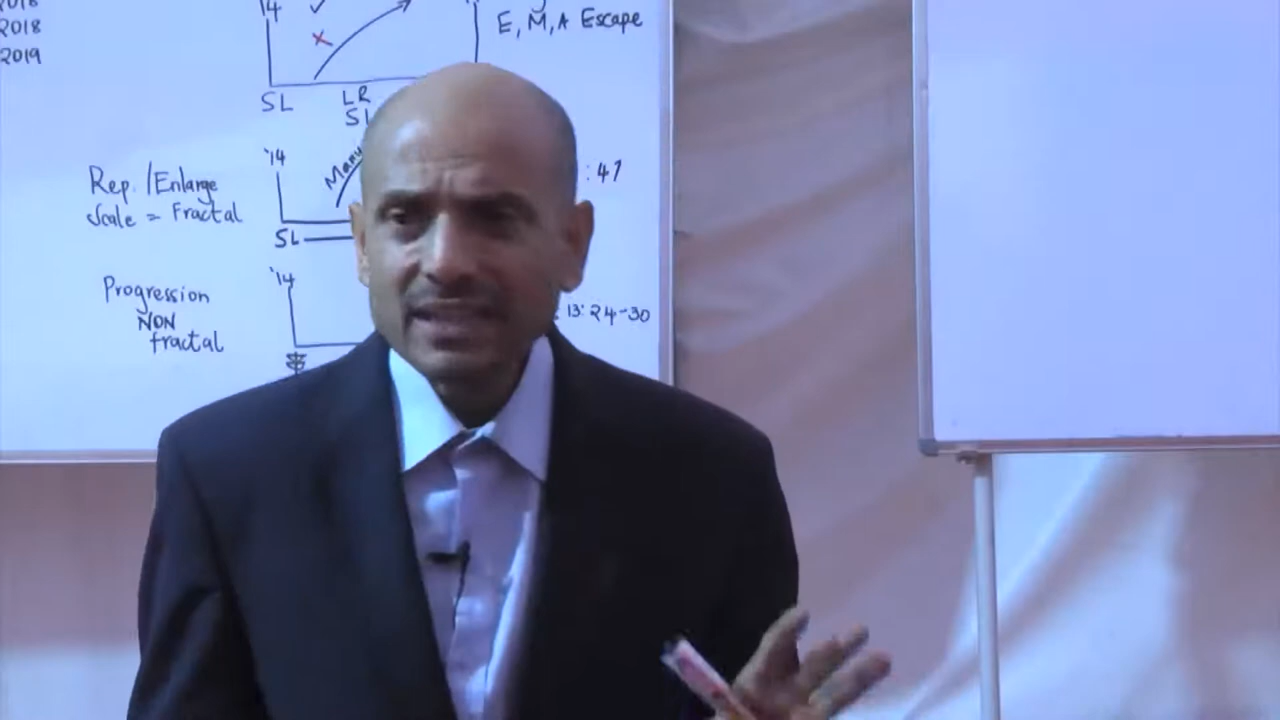 2018
2019
'14
SL
LR
E, M, A Escape
Rep. /Enlarge
Scale = Fractal
'14
SL
:47
Progression
NON
fractal
'14
13: 24-30